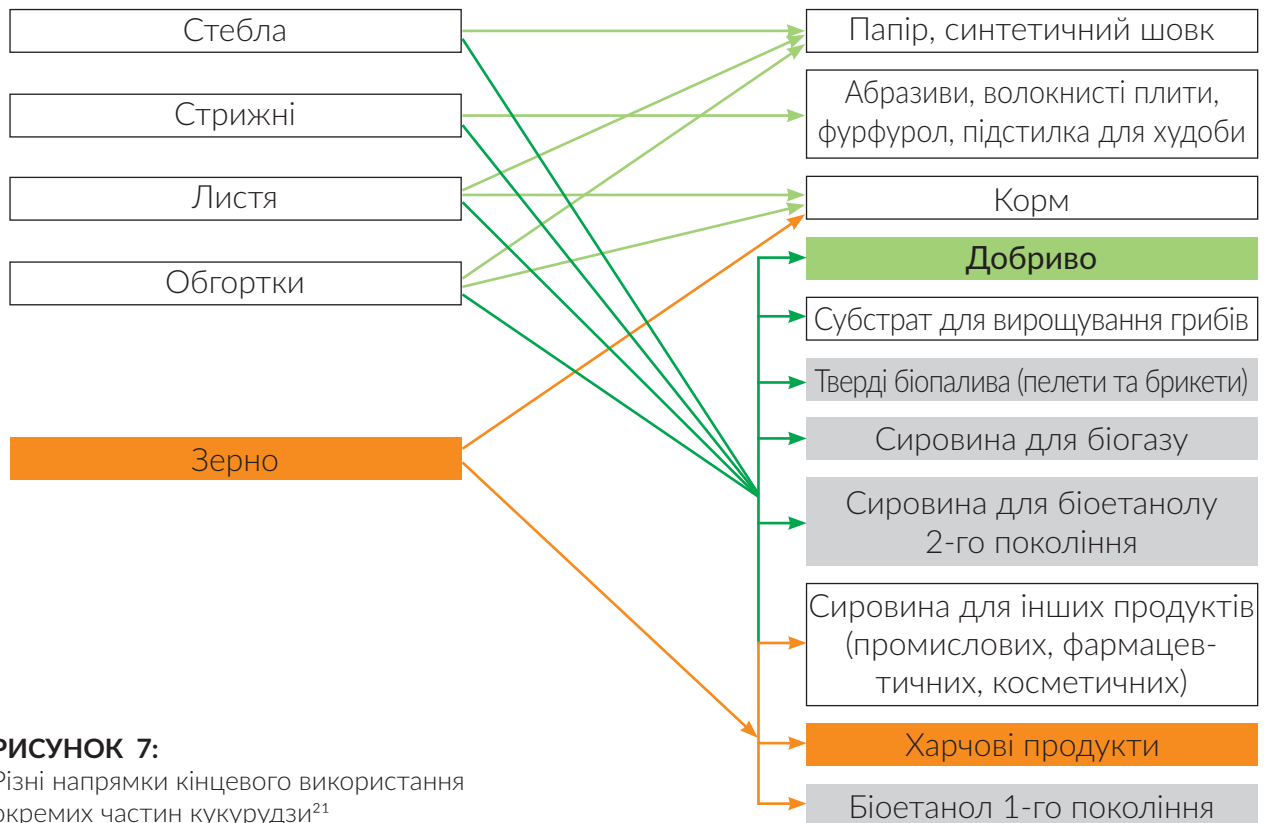 Стебла
Стрижні
Листя
Обгортки
Зерно
Папір, синтетичний шовк
Абразиви, волокнисті плити,
фурфурол, підстилка для худоби
Корм
Добриво
Субстрат для вирощування грибів
Тверді біопалива (пелети та брикети)
Сировина для біогазу
Сировина для біоетанолу
2-го покоління
Сировина для інших продуктів
(промислових, фармацев-
тичних, косметичних)
Харчові продукти
Біоетанол 1-го покоління
РИСУНОК 7:
Різні напрямки кінцевого використання
окремих частин кукурудзи²¹